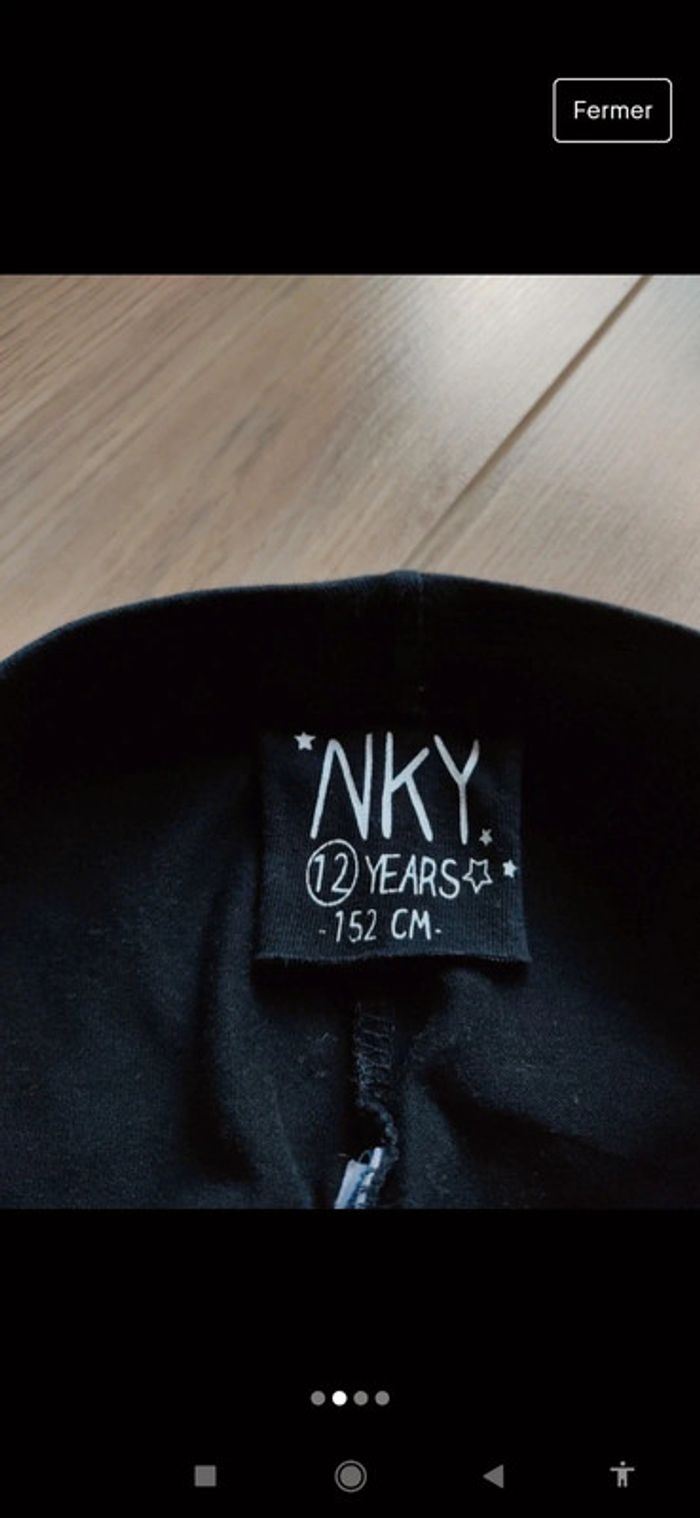 Fermer
NKY
12 YEARS
-152 CM-